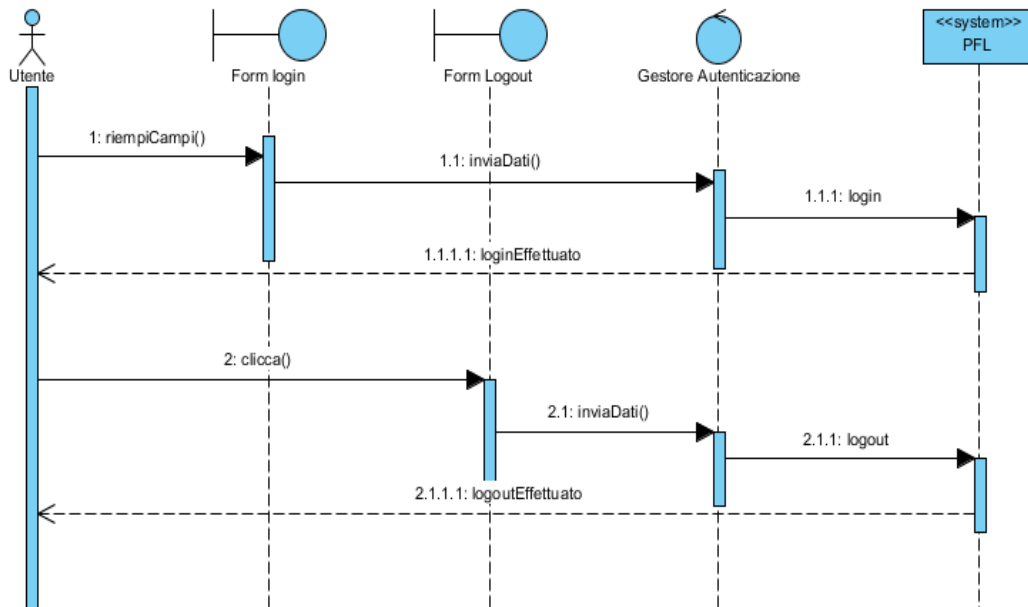 <<system>>
PFL
Utente
Form login
Form Logout
Gestore Autenticazione
1: riempiCampi()
1.1: inviaDati()
1.1.1: login
1.1.1.1: loginEffettuato
2: clicca()
2.1: inviaDati()
2.1.1: logout
2.1.1.1: logoutEffettuato